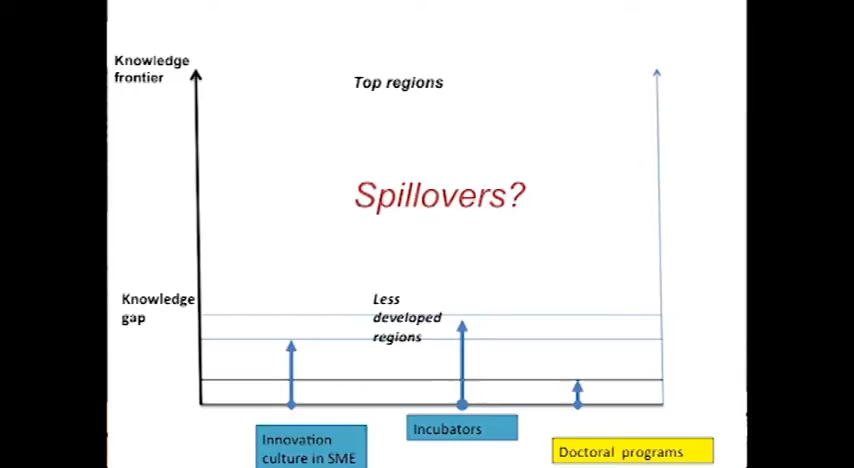 Knowledge
frontier
Top regions
Spillovers?
Knowledge
gap
Less
developed
regions
Innovation
culture in SME
Incubators
Doctoral programs